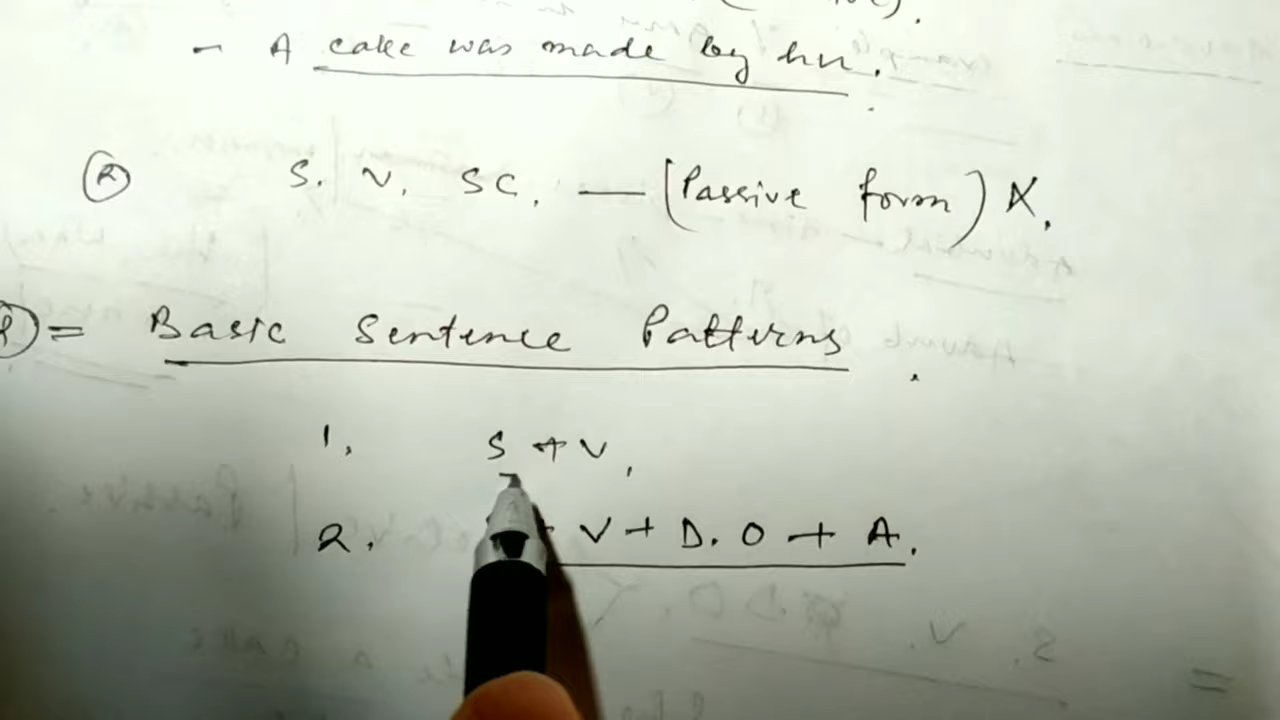 - A cake was made by her.
② S. V. SC. — (Passive form) X.
= Basic Sentence Patterns.
1. S + V.
2. + V + D. O + A.